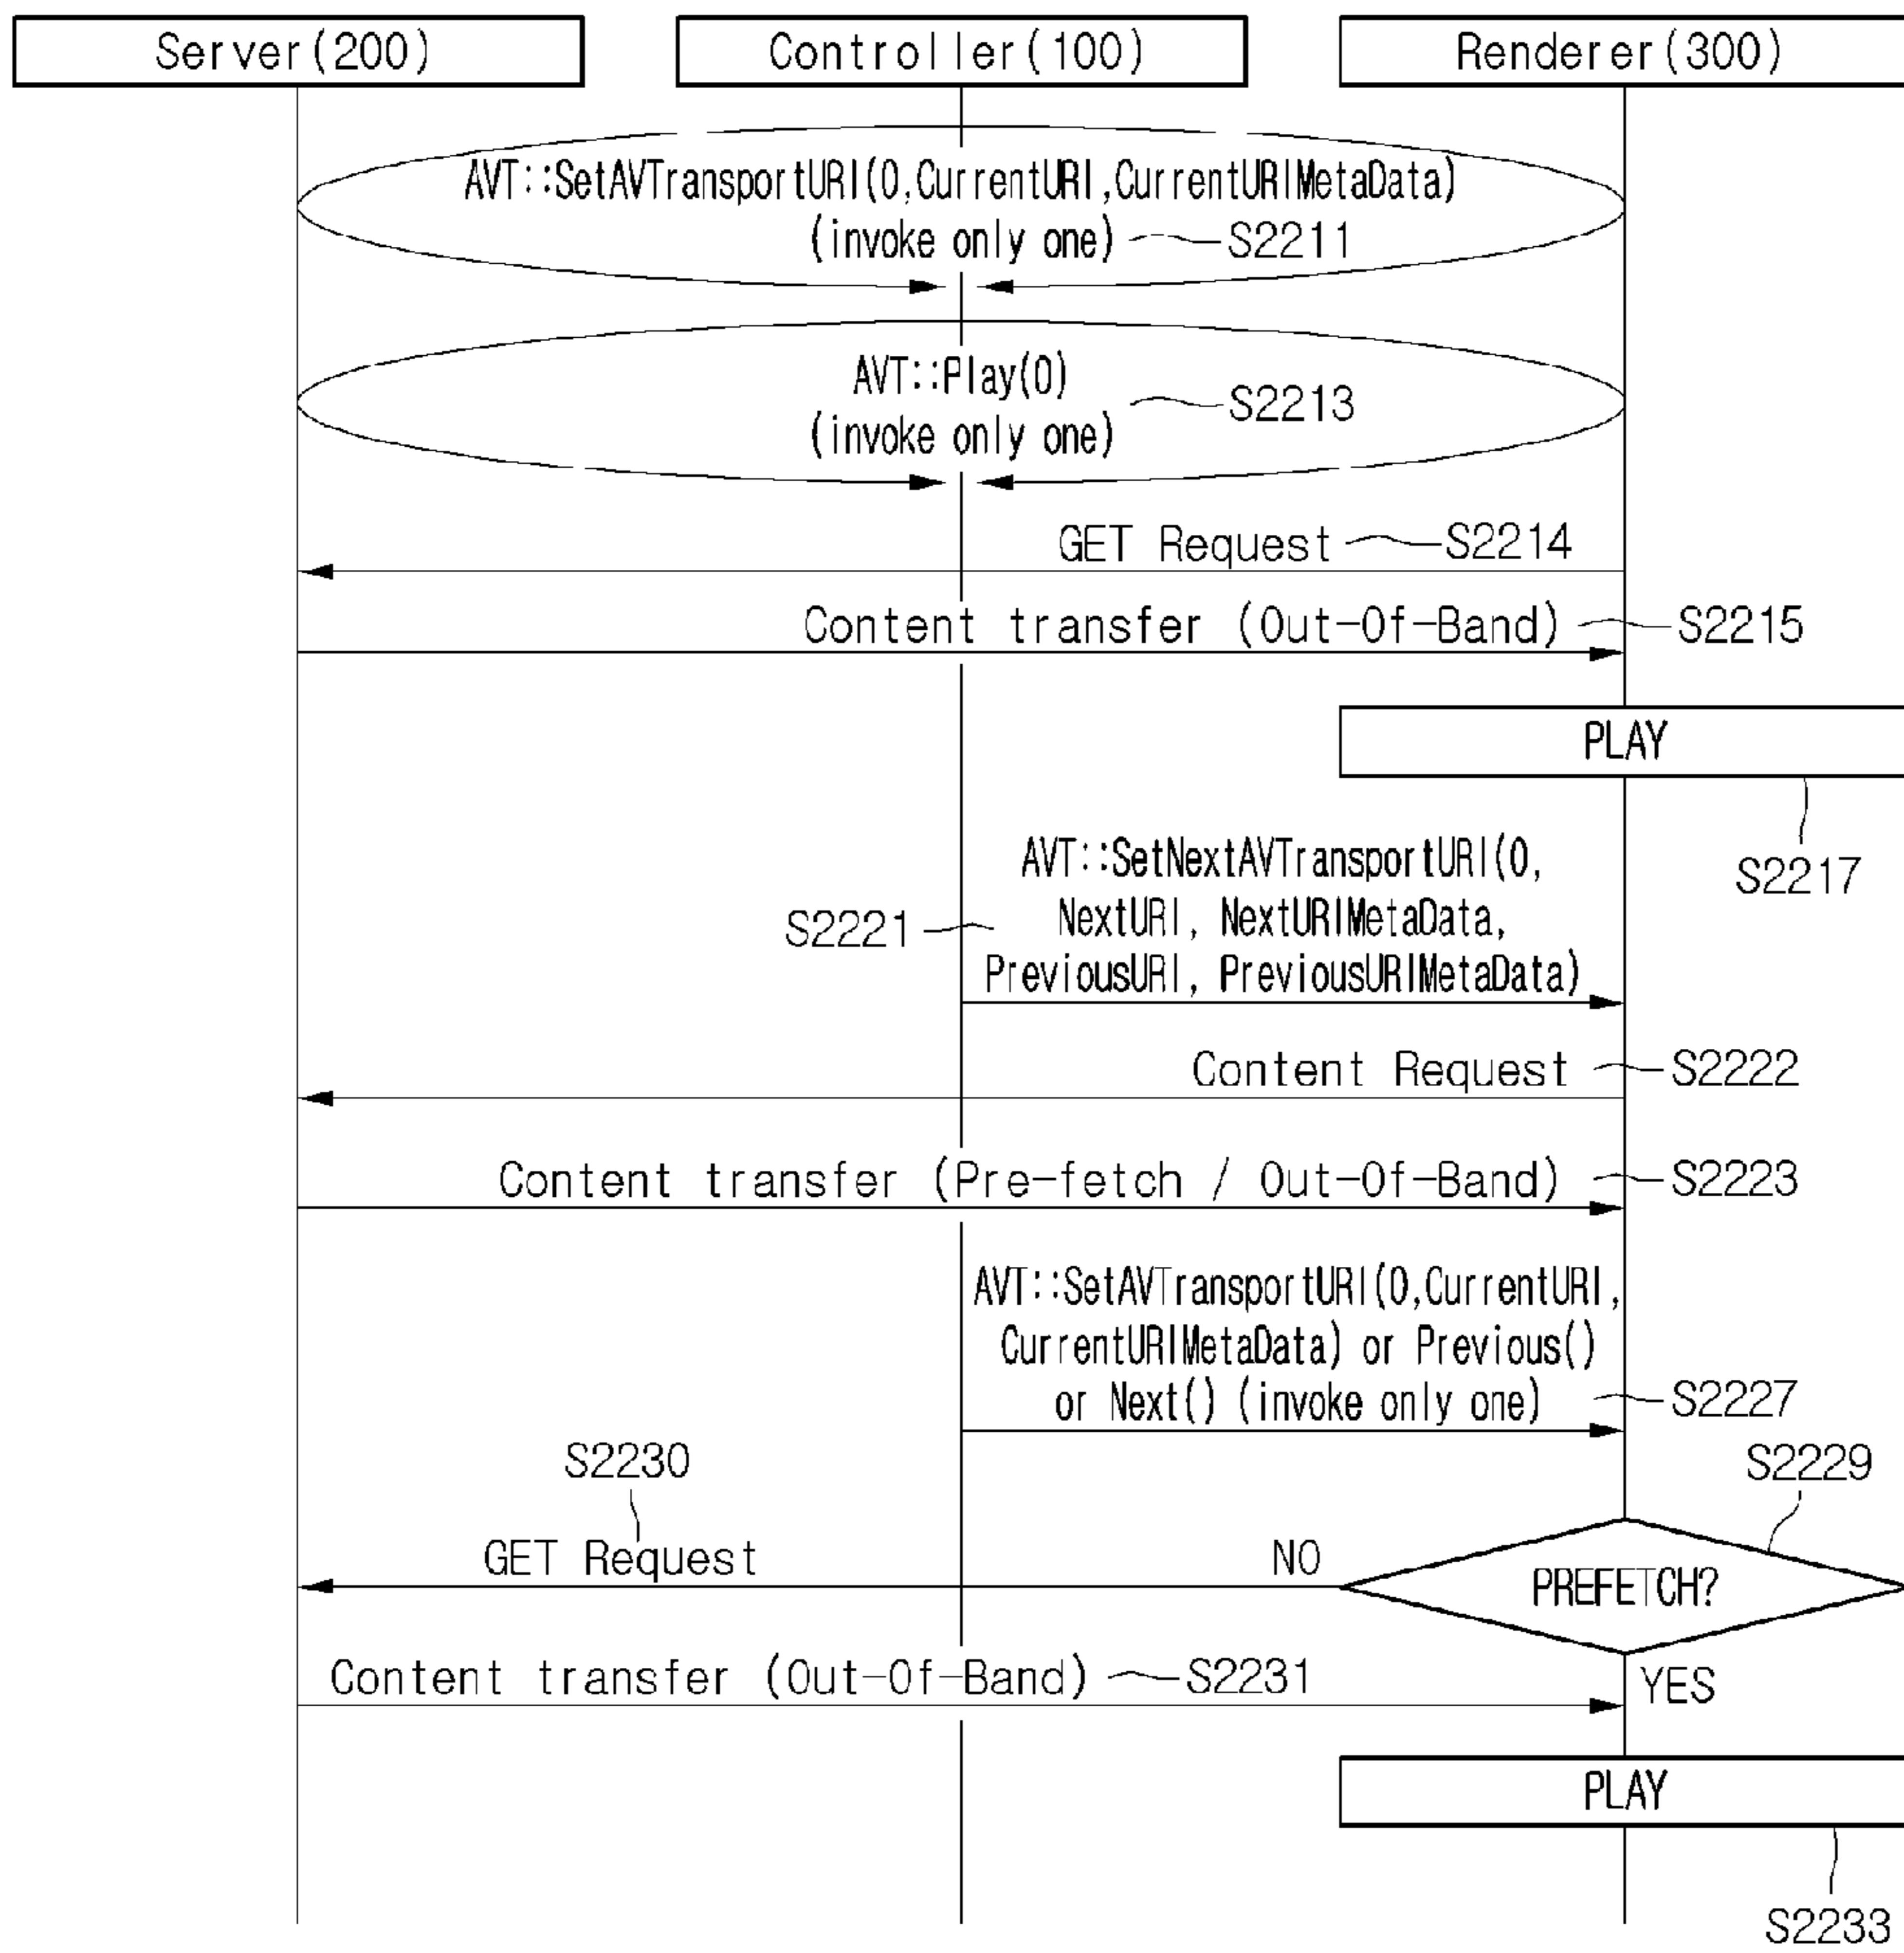 Server(200)
Controller(100)
Renderer(300)
AVT::SetAVTransportURI(0,CurrentURI,CurrentURIMetaData)
(invoke only one)
S2211
AVT::Play(0)
(invoke only one)
S2213
GET Request
S2214
Content transfer (Out-Of-Band)
S2215
PLAY
S2217
AVT::SetNextAVTransportURI(0,
NextURI, NextURIMetaData,
PreviousURI, PreviousURIMetaData)
S2221
Content Request
S2222
Content transfer (Pre-fetch / Out-Of-Band)
S2223
AVT::SetAVTransportURI(0,CurrentURI,
CurrentURIMetaData) or Previous()
or Next() (invoke only one)
S2227
S2230
S2229
GET Request
NO
PREFETCH?
Content transfer (Out-Of-Band)
S2231
YES
PLAY
S2233